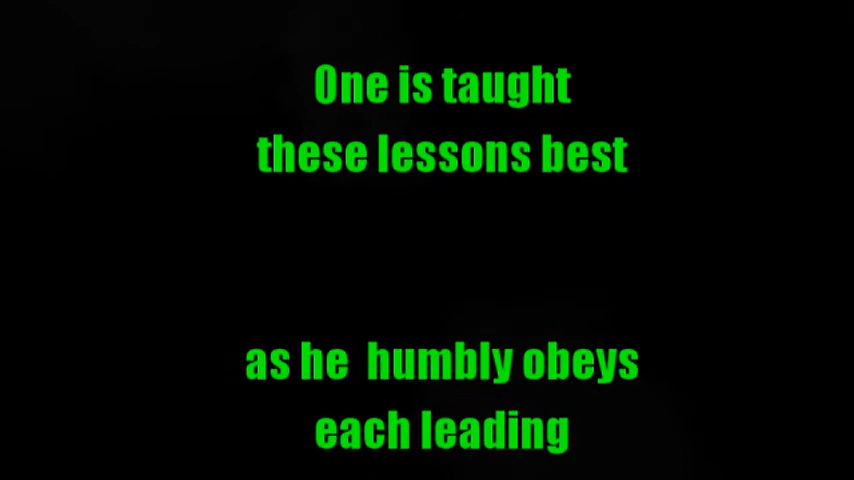 One is taught
these lessons best
as he  humbly obeys
each leading